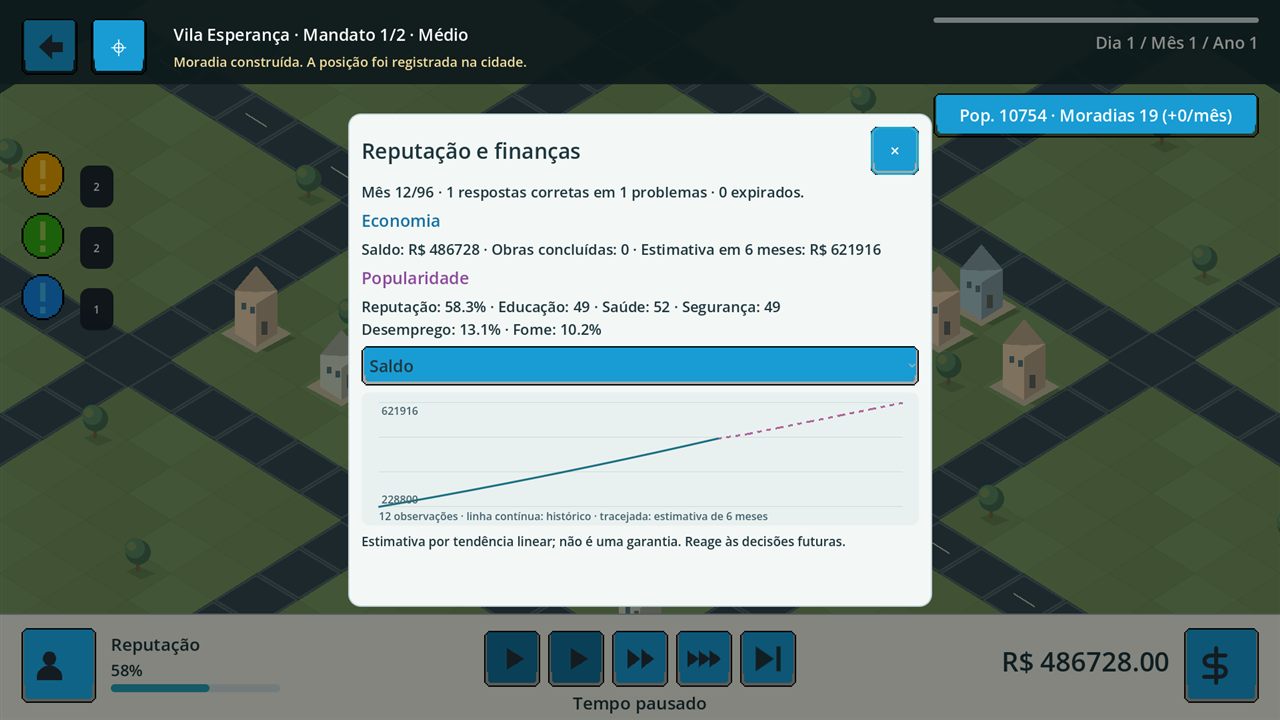 Vila Esperança · Mandato 1/2 · Médio
Moradia construída. A posição foi registrada na cidade.
Dia 1 / Mês 1 / Ano 1
Pop. 10754 · Moradias 19 (+0/mês)
2
2
1
Reputação e finanças
×
Mês 12/96 · 1 respostas corretas em 1 problemas · 0 expirados.
Economia
Saldo: R$ 486728 · Obras concluídas: 0 · Estimativa em 6 meses: R$ 621916
Popularidade
Reputação: 58.3% · Educação: 49 · Saúde: 52 · Segurança: 49
Desemprego: 13.1% · Fome: 10.2%
Saldo
621916
228800
12 observações · linha contínua: histórico · tracejada: estimativa de 6 meses
Estimativa por tendência linear; não é uma garantia. Reage às decisões futuras.
Reputação
58%
Tempo pausado
R$ 486728.00
$